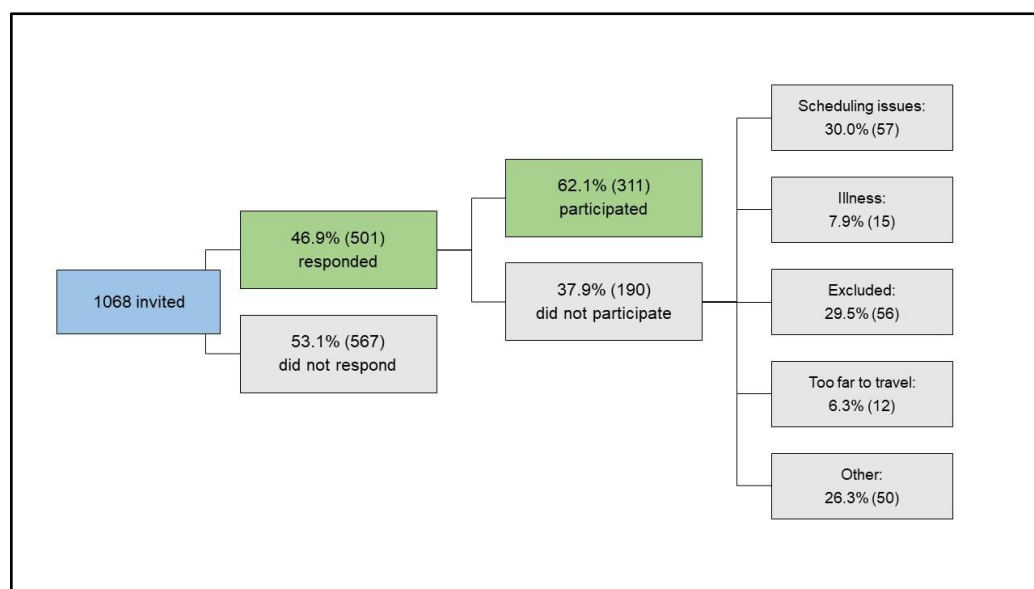 1068 invited
46.9% (501)
responded
53.1% (567)
did not respond
62.1% (311)
participated
37.9% (190)
did not participate
Scheduling issues:
30.0% (57)
Illness:
7.9% (15)
Excluded:
29.5% (56)
Too far to travel:
6.3% (12)
Other:
26.3% (50)